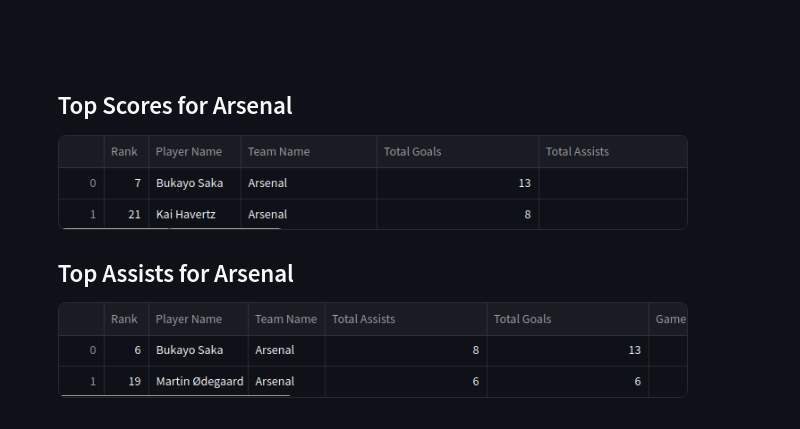 Top Scores for Arsenal
Rank Player Name Team Name Total Goals Total Assists
0 7 Bukayo Saka Arsenal 13
1 21 Kai Havertz Arsenal 8
Top Assists for Arsenal
Rank Player Name Team Name Total Assists Total Goals Game
0 6 Bukayo Saka Arsenal 8 13
1 19 Martin Ødegaard Arsenal 6 6